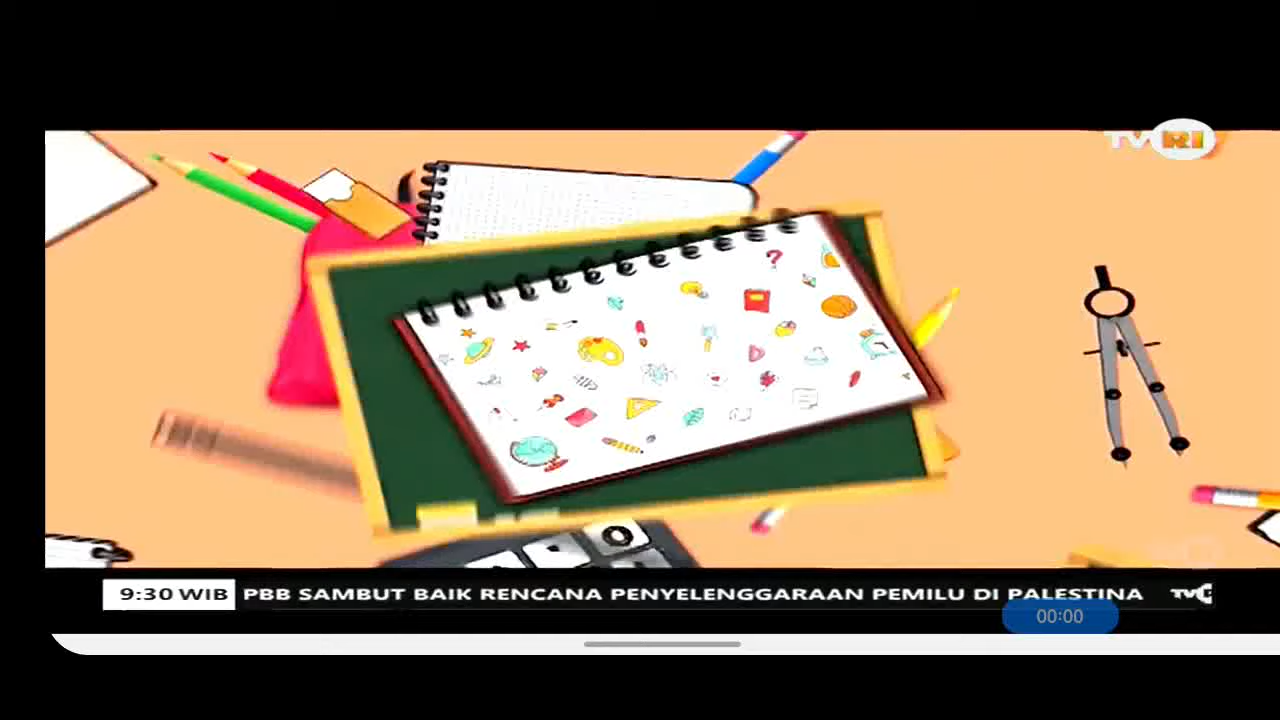 TVRI
9:30 WIB PBB SAMBUT BAIK RENCANA PENYELENGGARAAN PEMILU DI PALESTINA
00:00